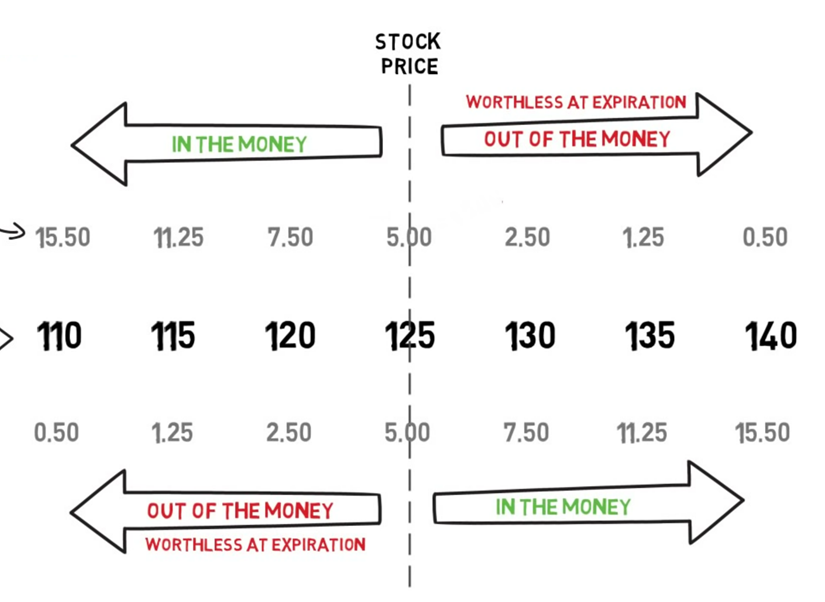 STOCK
PRICE
WORTHLESS AT EXPIRATION
IN THE MONEY
OUT OF THE MONEY
15.50 11.25 7.50 5.00 2.50 1.25 0.50
110 115 120 125 130 135 140
0.50 1.25 2.50 5.00 7.50 11.25 15.50
OUT OF THE MONEY
IN THE MONEY
WORTHLESS AT EXPIRATION